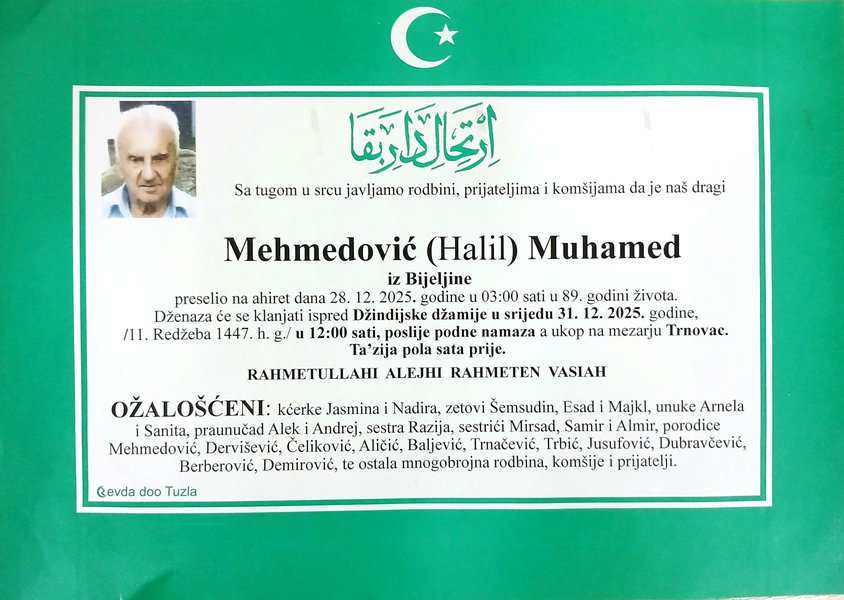 اِرْتِحَالِ دَارِ بَقَا
Sa tugom u srcu javljamo rodbini, prijateljima i komšijama da je naš dragi
Mehmedović (Halil) Muhamed
iz Bijeljine
preselio na ahiret dana 28. 12. 2025. godine u 03:00 sati u 89. godini života.
Dženaza će se klanjati ispred Džindijske džamije u srijedu 31. 12. 2025. godine,
/11. Redžeba 1447. h. g./ u 12:00 sati, poslije podne namaza a ukop na mezarju Trnovac.
Ta’zija pola sata prije.
RAHMETULLAHI ALEJHI RAHMETEN VASIAH
OŽALOŠĆENI: kćerke Jasmina i Nadira, zetovi Šemsudin, Esad i Majkl, unuke Arnela
i Sanita, praunučad Alek i Andrej, sestra Razija, sestrići Mirsad, Samir i Almir, porodice
Mehmedović, Dervišević, Čeliković, Aličić, Baljević, Trnačević, Trbić, Jusufović, Dubravčević,
Berberović, Demirović, te ostala mnogobrojna rodbina, komšije i prijatelji.
evda doo Tuzla